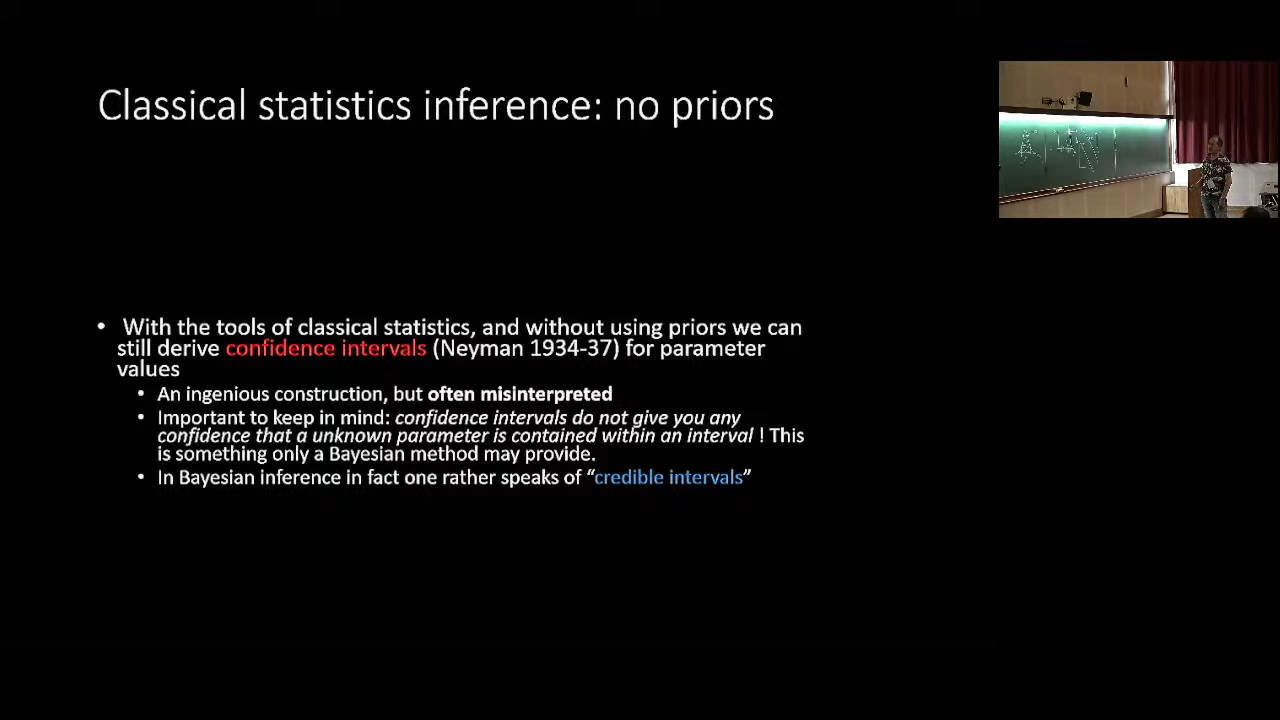 Classical statistics inference: no priors
• With the tools of classical statistics, and without using priors we can
still derive confidence intervals (Neyman 1934-37) for parameter
values
• An ingenious construction, but often misinterpreted
• Important to keep in mind: confidence intervals do not give you any
confidence that a unknown parameter is contained within an interval ! This
is something only a Bayesian method may provide.
• In Bayesian inference in fact one rather speaks of “credible intervals”